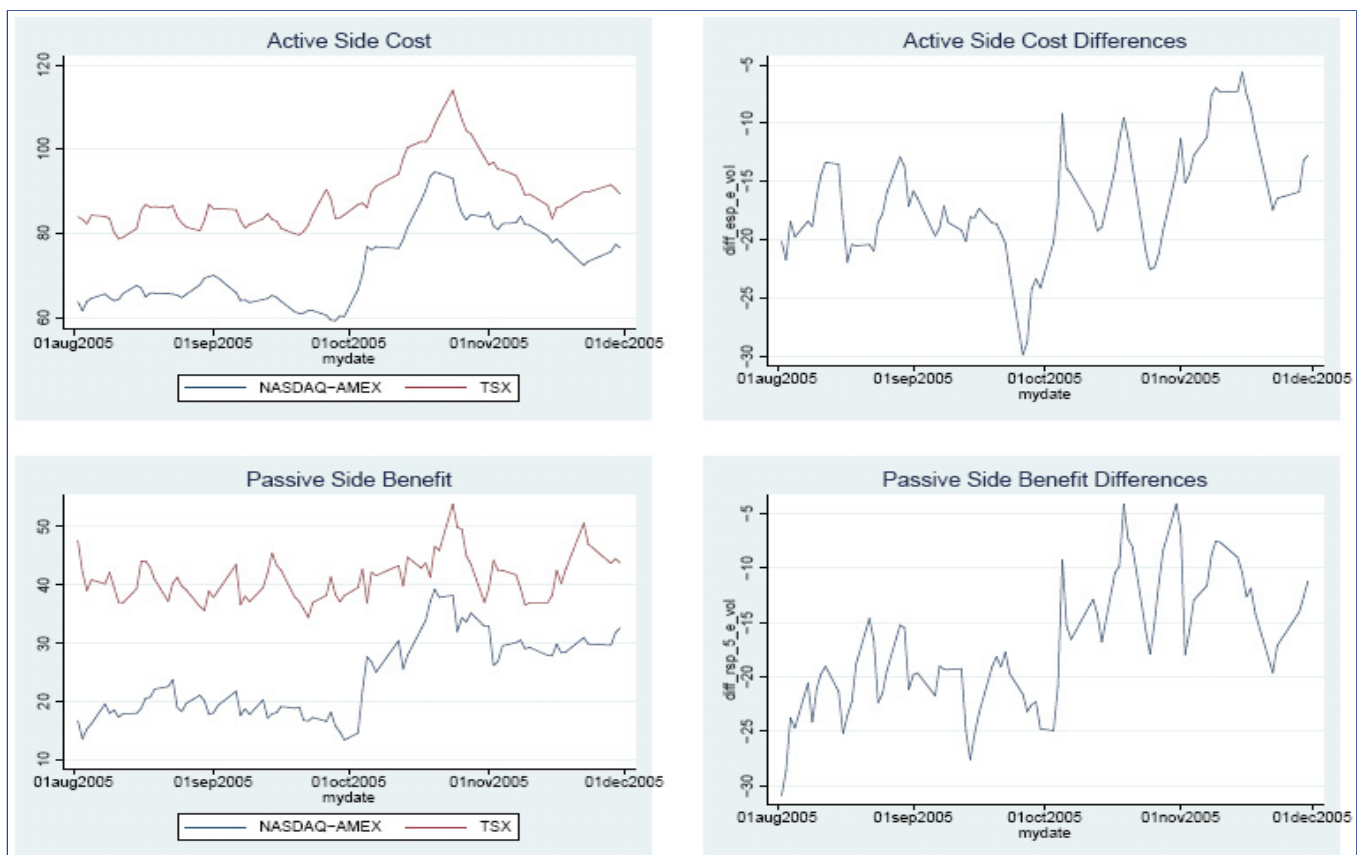 Active Side Cost
120
100
80
60
01aug2005 01sep2005 01oct2005 01nov2005 01dec2005
mydate
NASDAQ-AMEX TSX
Active Side Cost Differences
diff_esp_e_vol
-5
-10
-15
-20
-25
-30
01aug2005 01sep2005 01oct2005 01nov2005 01dec2005
mydate
Passive Side Benefit
50
40
30
20
10
01aug2005 01sep2005 01oct2005 01nov2005 01dec2005
mydate
NASDAQ-AMEX TSX
Passive Side Benefit Differences
diff_rsp_5_e_vol
-5
-10
-15
-20
-25
-30
01aug2005 01sep2005 01oct2005 01nov2005 01dec2005
mydate